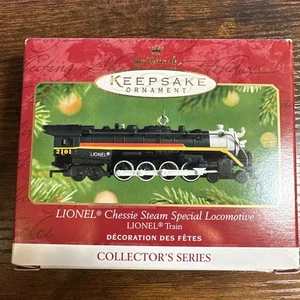 Hallmark
KEEPSAKE
ORNAMENT
2101
LIONEL
LIONEL® Chessie Steam Special Locomotive
LIONEL® Train
DÉCORATION DES FÊTES
COLLECTOR'S SERIES